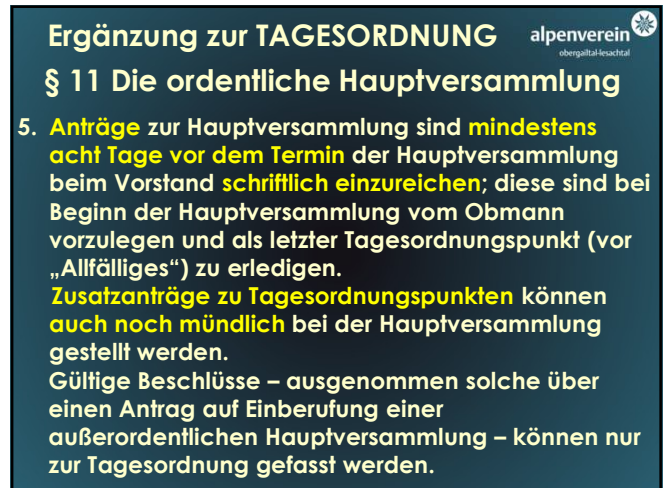 Ergänzung zur TAGESORDNUNG
alpenverein
obergailtal-lesachtal
§ 11 Die ordentliche Hauptversammlung
5. Anträge zur Hauptversammlung sind mindestens
acht Tage vor dem Termin der Hauptversammlung
beim Vorstand schriftlich einzureichen; diese sind bei
Beginn der Hauptversammlung vom Obmann
vorzulegen und als letzter Tagesordnungspunkt (vor
„Allfälliges“) zu erledigen.
Zusatzanträge zu Tagesordnungspunkten können
auch noch mündlich bei der Hauptversammlung
gestellt werden.
Gültige Beschlüsse – ausgenommen solche über
einen Antrag auf Einberufung einer
außerordentlichen Hauptversammlung – können nur
zur Tagesordnung gefasst werden.